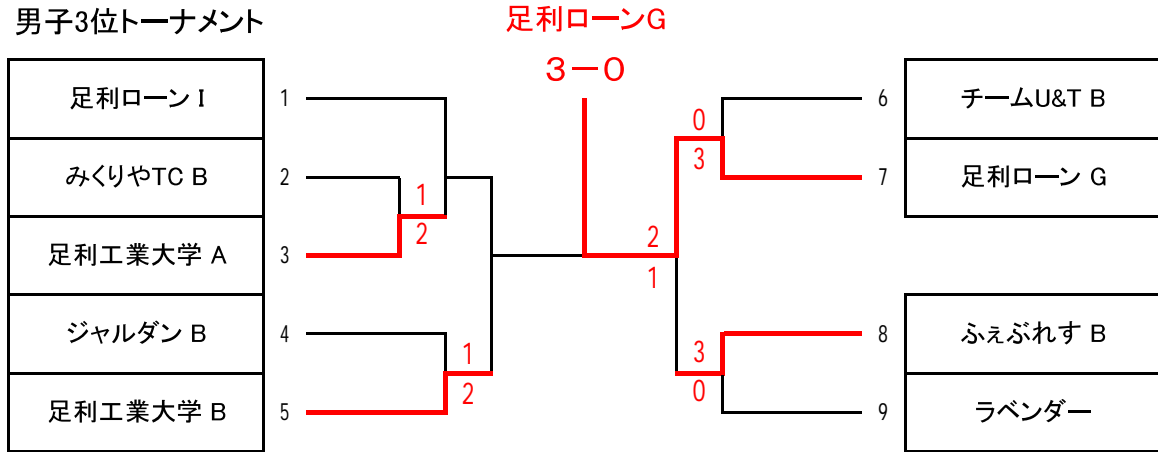 男子3位トーナメント
足利ローンG
3－0
足利ローン I 1
みくりやTC B 2
足利工業大学 A 3
ジャルダン B 4
足利工業大学 B 5
1
2
1
2
2
1
0
3
3
0
6 チームU&T B
7 足利ローン G
8 ふぇぶれす B
9 ラベンダー